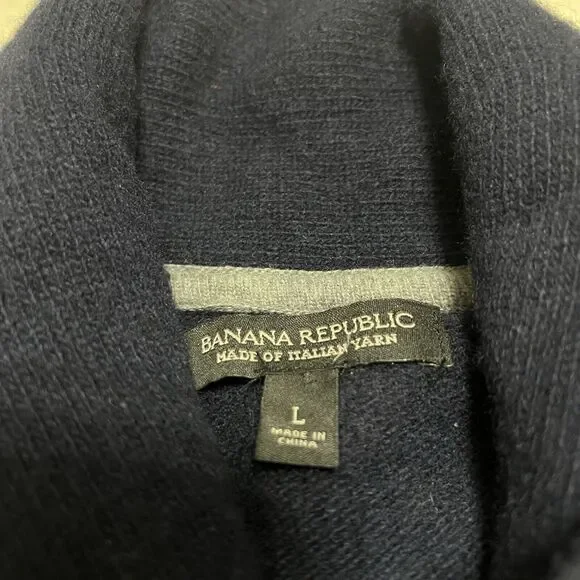 BANANA REPUBLIC
MADE OF ITALIAN YARN
L
MADE IN
CHINA